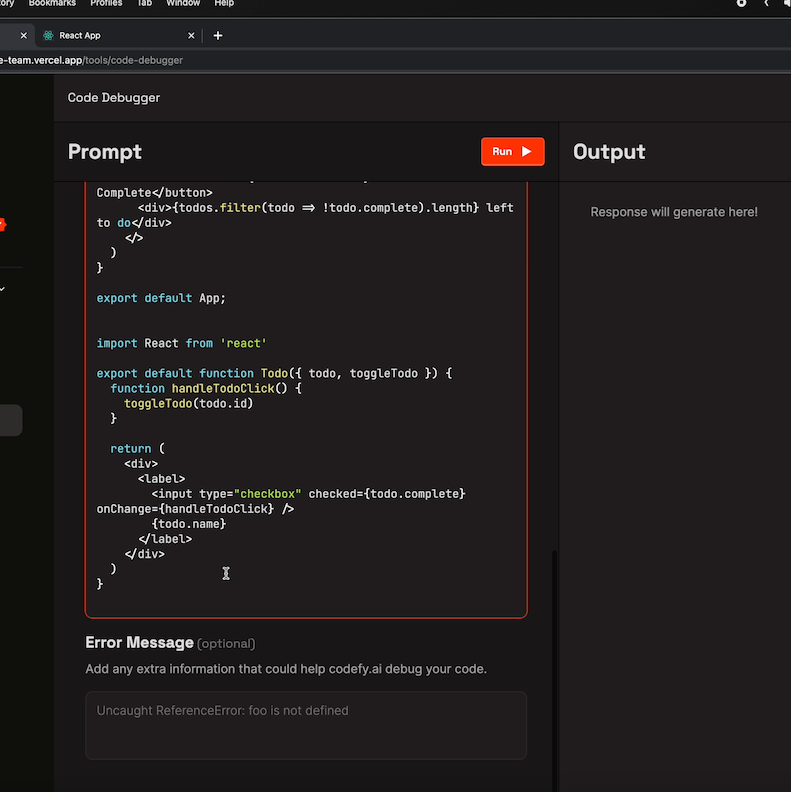 Bookmarks Profiles Tab Window Help
React App
e-team.vercel.app/tools/code-debugger
Code Debugger
Prompt
Run
Output
Response will generate here!
Complete</button>
<div>{todos.filter(todo => !todo.complete).length} left
to do</div>
</>
)
}
export default App;
import React from 'react'
export default function Todo({ todo, toggleTodo }) {
function handleTodoClick() {
toggleTodo(todo.id)
}
return (
<div>
<label>
<input type="checkbox" checked={todo.complete}
onChange={handleTodoClick} />
{todo.name}
</label>
</div>
)
}
Error Message (optional)
Add any extra information that could help codefy.ai debug your code.
Uncaught ReferenceError: foo is not defined